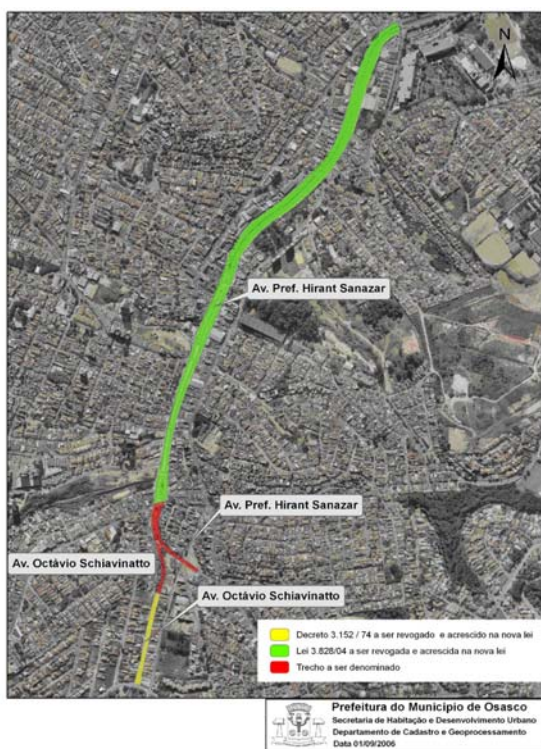 N
Av. Pref. Hirant Sanazar
Av. Pref. Hirant Sanazar
Av. Octávio Schiavinatto
Av. Octávio Schiavinatto
Decreto 3.152 / 74 a ser revogado e acrescido na nova lei
Lei 3.828/04 a ser revogada e acrescida na nova lei
Trecho a ser denominado
Prefeitura do Município de Osasco
Secretaria de Habitação e Desenvolvimento Urbano
Departamento de Cadastro e Geoprocessamento
Data 01/09/2006